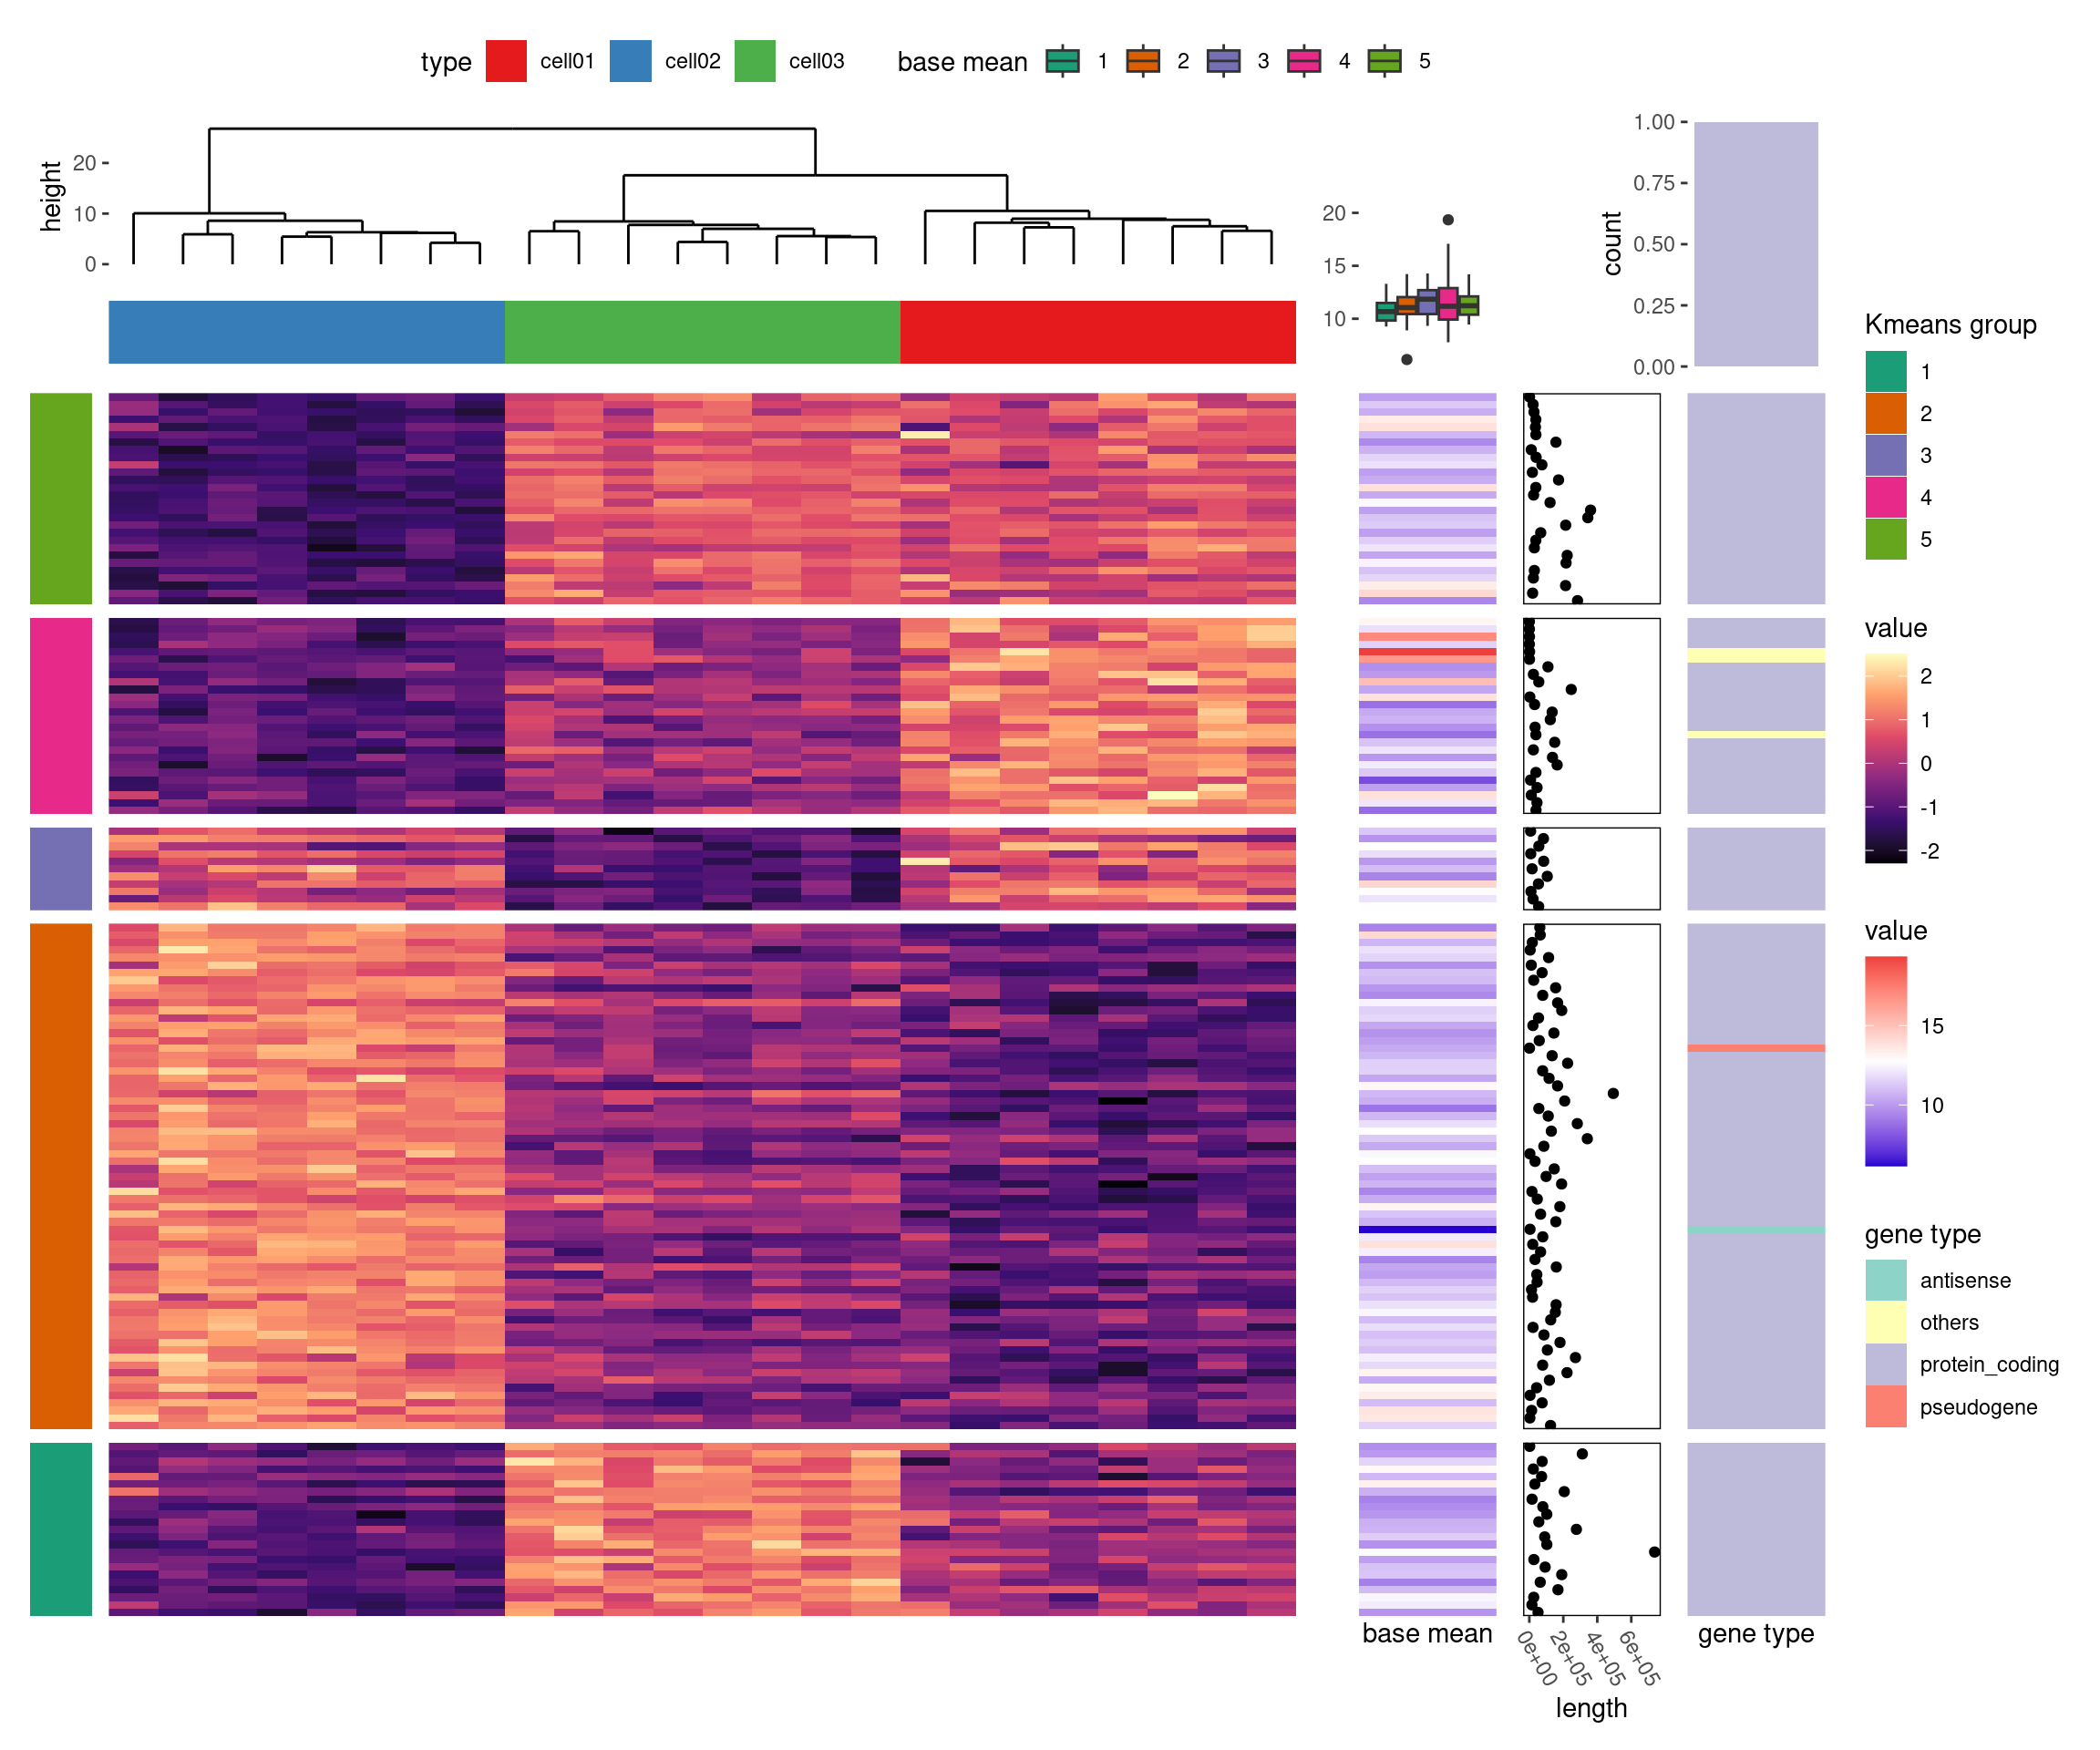 type cell01 cell02 cell03 base mean 1 2 3 4 5
height
20
10
0
20
15
10
count
1.00
0.75
0.50
0.25
0.00
Kmeans group
1
2
3
4
5
value
2
1
0
-1
-2
value
15
10
gene type
antisense
others
protein_coding
pseudogene
base mean
0e+00 2e+05 4e+05 6e+05
length
gene type